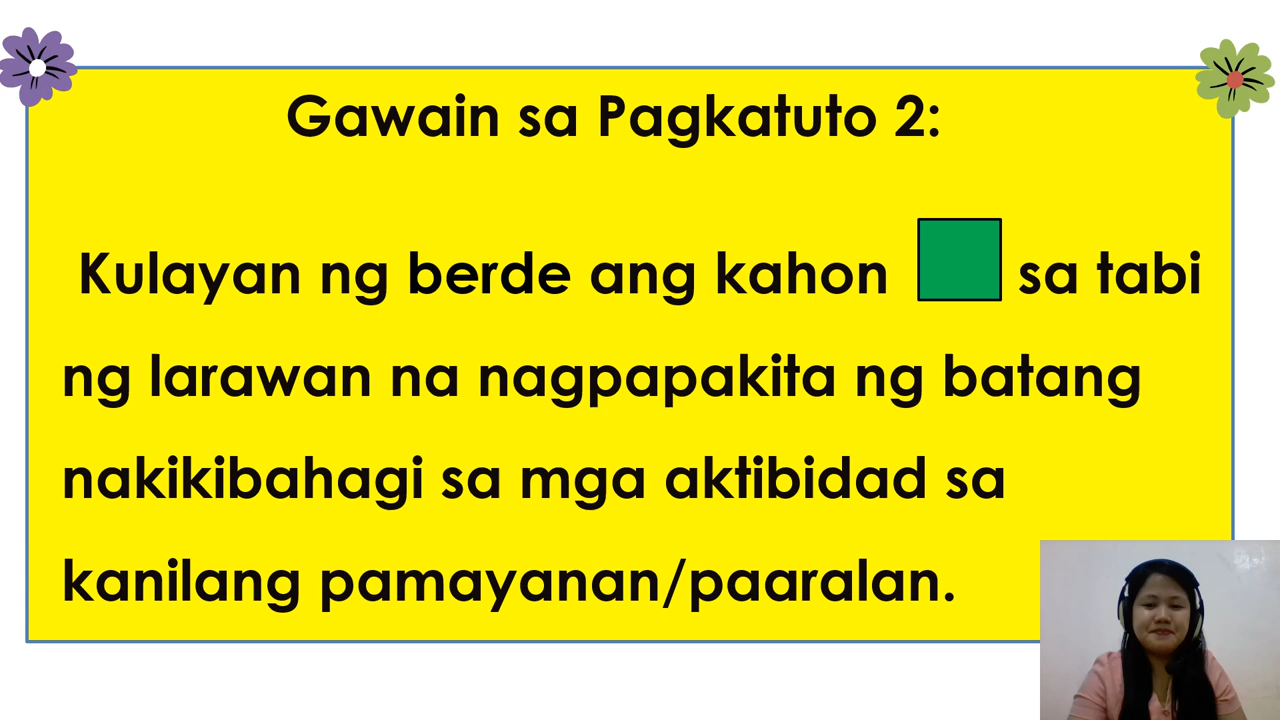 Gawain sa Pagkatuto 2:
Kulayan ng berde ang kahon sa tabi
ng larawan na nagpapakita ng batang
nakikibahagi sa mga aktibidad sa
kanilang pamayanan/paaralan.